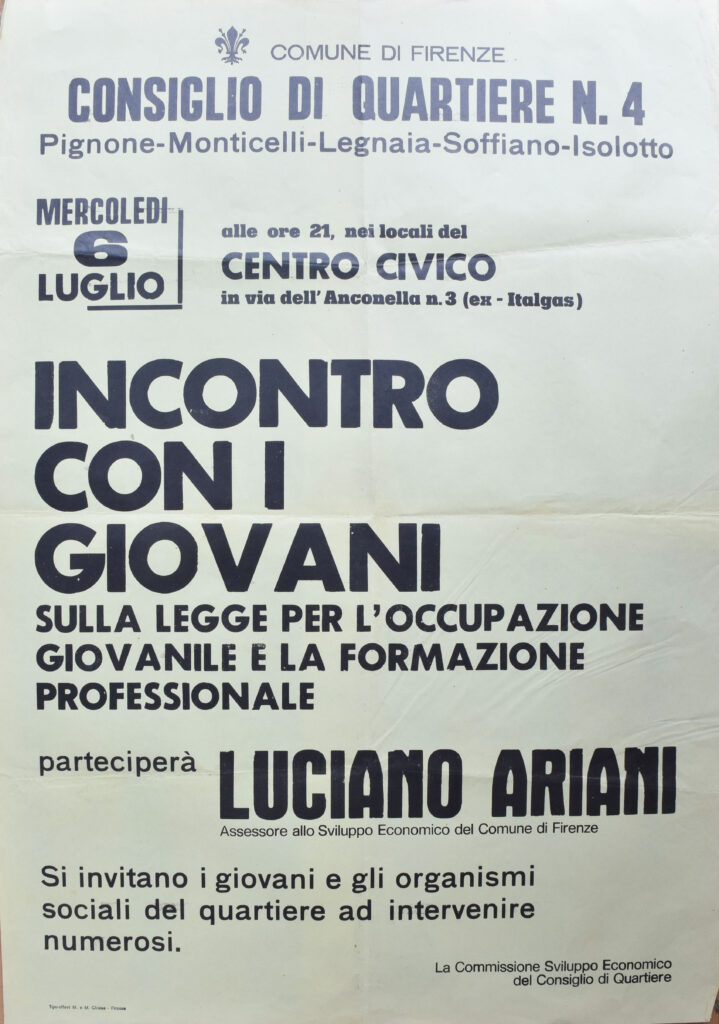 COMUNE DI FIRENZE
CONSIGLIO DI QUARTIERE N. 4
Pignone-Monticelli-Legnaia-Soffiano-Isolotto
MERCOLEDI
6
LUGLIO
alle ore 21, nei locali del
CENTRO CIVICO
in via dell'Anconella n. 3 (ex - Italgas)
INCONTRO
CON I
GIOVANI
SULLA LEGGE PER L'OCCUPAZIONE
GIOVANILE E LA FORMAZIONE
PROFESSIONALE
parteciperà LUCIANO ARIANI
Assessore allo Sviluppo Economico del Comune di Firenze
Si invitano i giovani e gli organismi
sociali del quartiere ad intervenire
numerosi.
La Commissione Sviluppo Economico
del Consiglio di Quartiere
Firenze